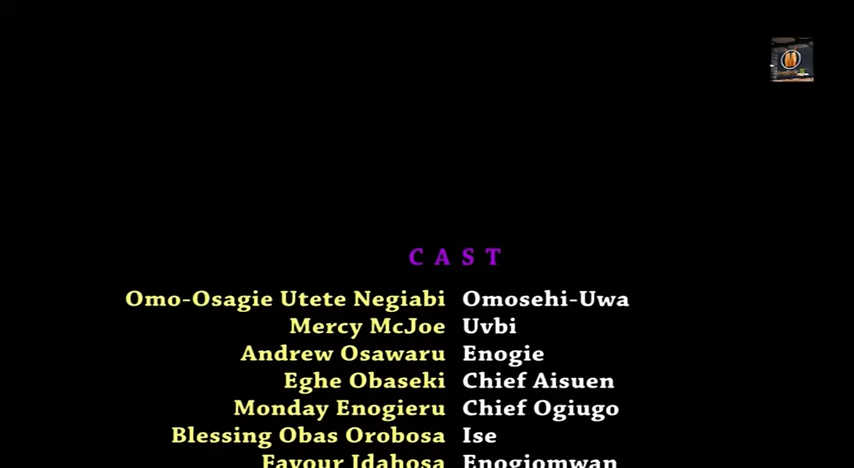 CAST
Omo-Osagie Utete Negiabi Omosehi-Uwa
Mercy McJoe Uvbi
Andrew Osawaru Enogie
Eghe Obaseki Chief Aisuen
Monday Enogieru Chief Ogiugo
Blessing Obas Orobosa Ise
Favour Idahosa Enogiomwan